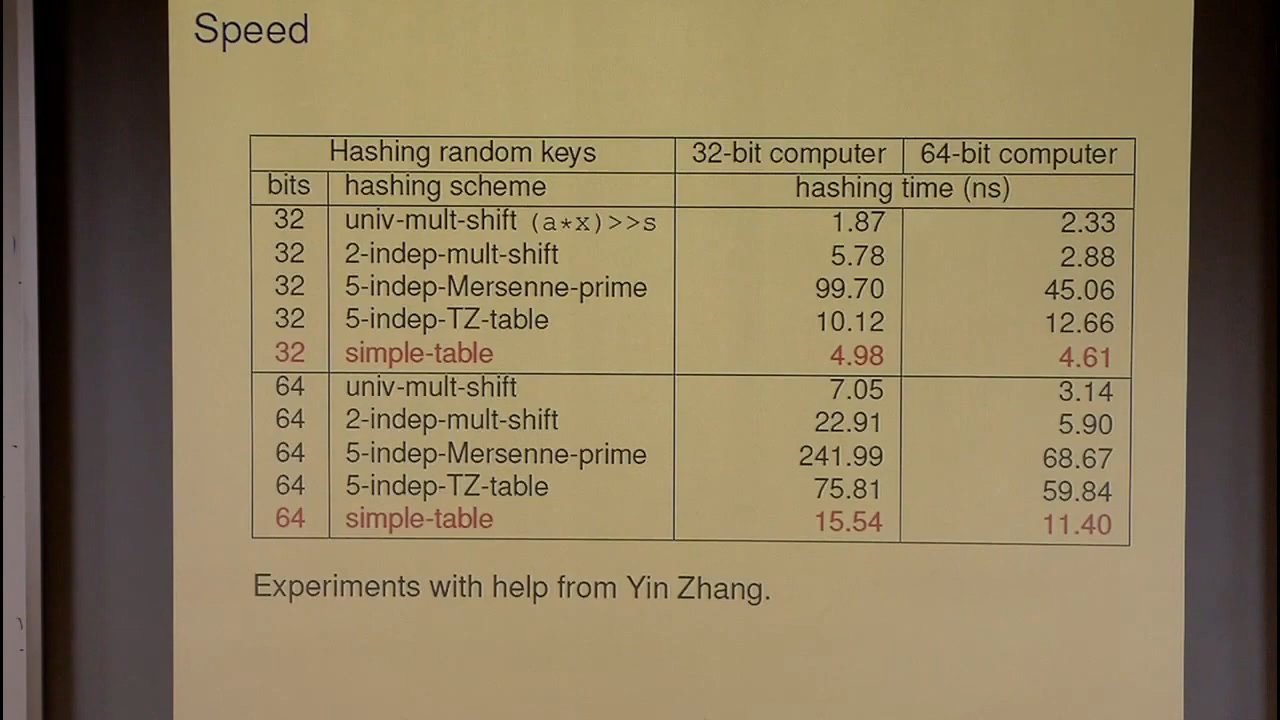 Speed
Hashing random keys 32-bit computer 64-bit computer
bits hashing scheme hashing time (ns)
32 univ-mult-shift (a*x)>>s 1.87 2.33
32 2-indep-mult-shift 5.78 2.88
32 5-indep-Mersenne-prime 99.70 45.06
32 5-indep-TZ-table 10.12 12.66
32 simple-table 4.98 4.61
64 univ-mult-shift 7.05 3.14
64 2-indep-mult-shift 22.91 5.90
64 5-indep-Mersenne-prime 241.99 68.67
64 5-indep-TZ-table 75.81 59.84
64 simple-table 15.54 11.40
Experiments with help from Yin Zhang.